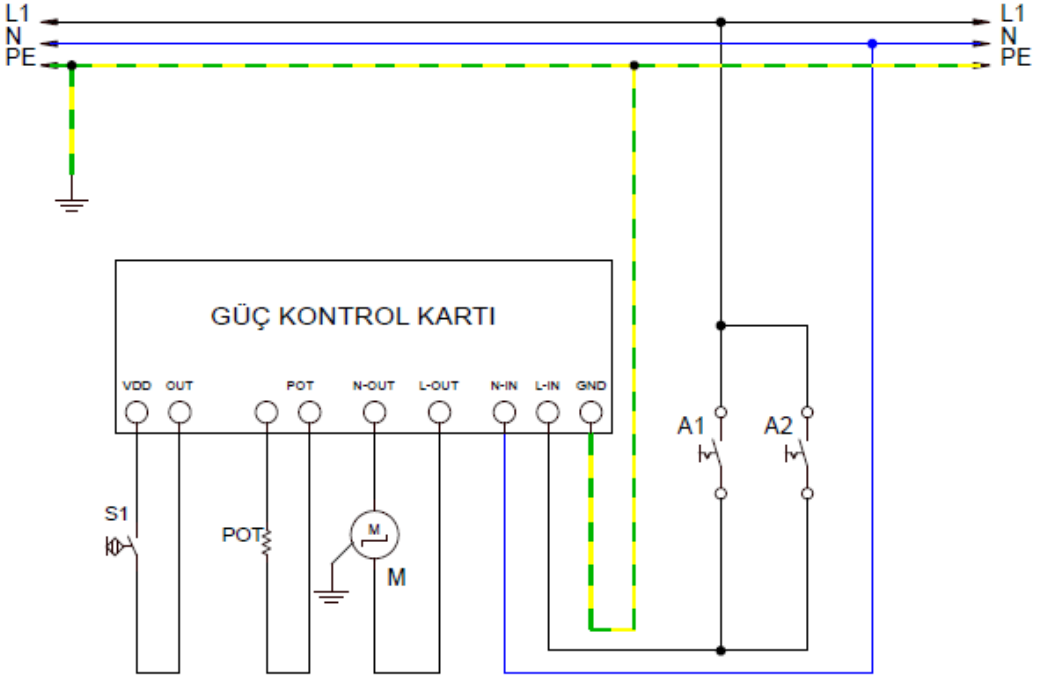 L1 L1
N N
PE PE
GÜÇ KONTROL KARTI
VDD OUT POT N-OUT L-OUT N-IN L-IN GND
A1 A2
S1
POT
M
M